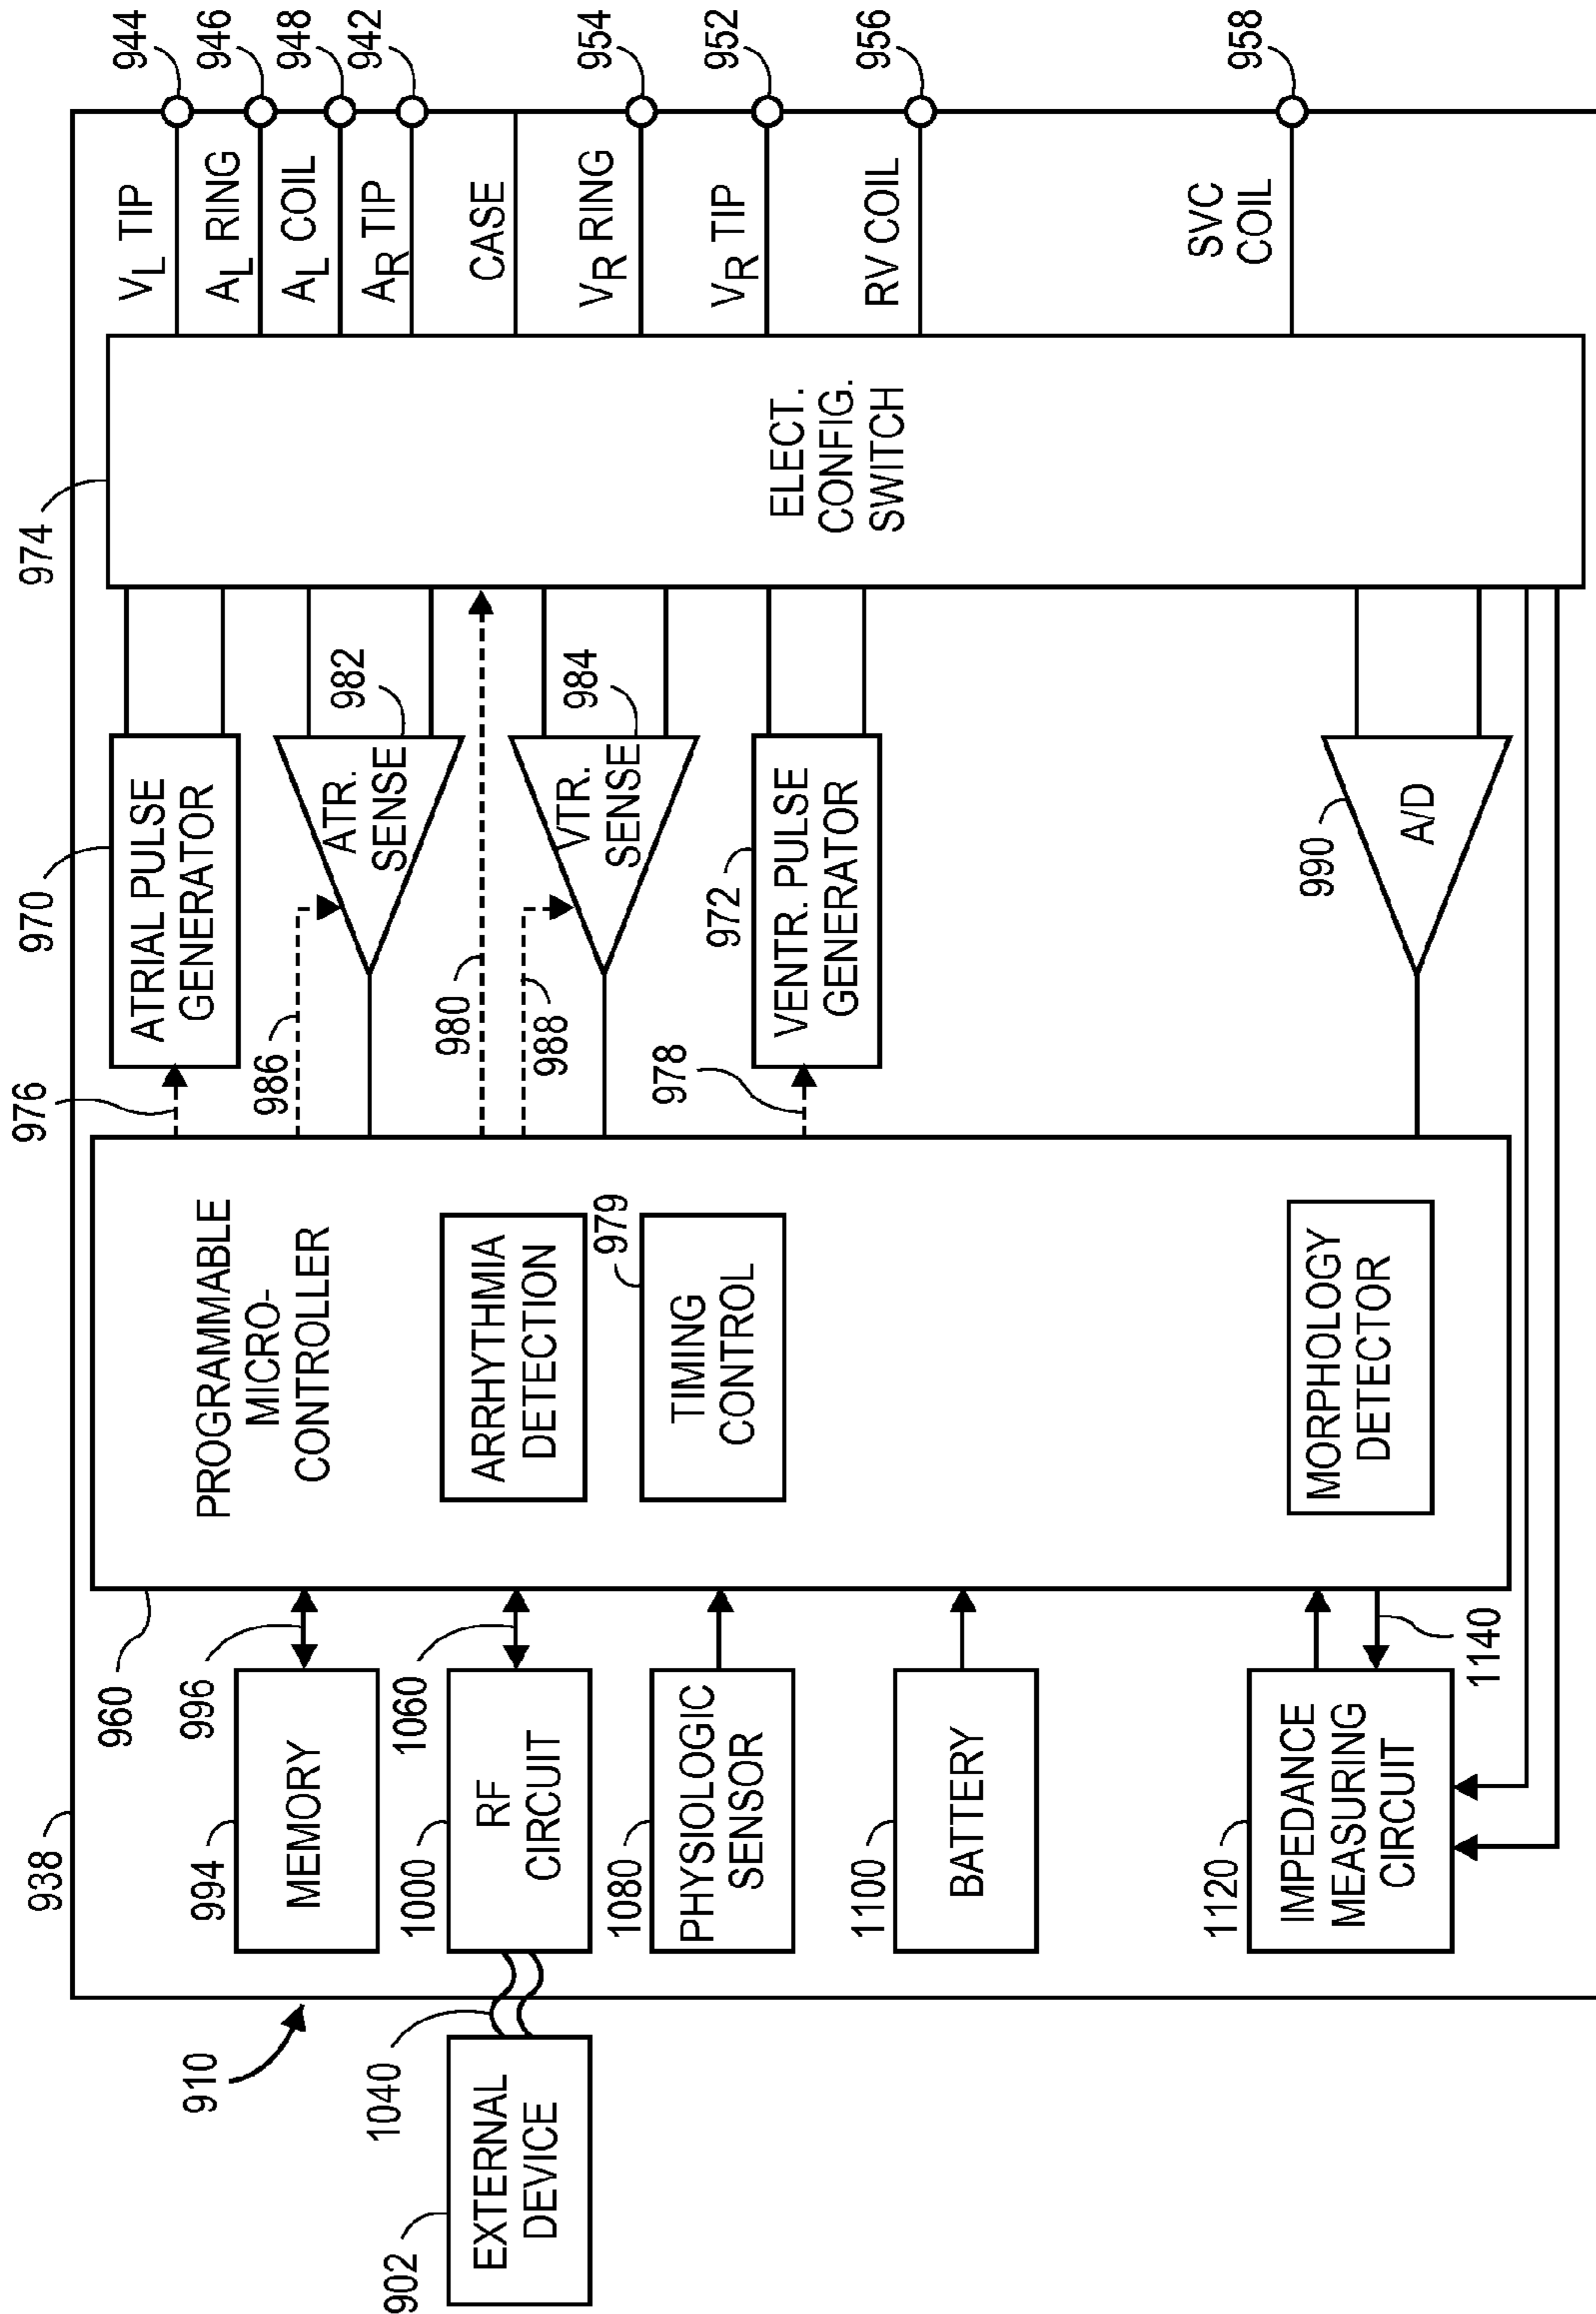 944
946
948
942
954
952
956
958
VL TIP
AL RING
AL COIL
AR TIP
CASE
VR RING
VR TIP
RV COIL
SVC
COIL
974
ELECT.
CONFIG.
SWITCH
970
ATRIAL PULSE
GENERATOR
982
ATR.
SENSE
984
VTR.
SENSE
972
VENTR. PULSE
GENERATOR
990
A/D
976
986
980
988
978
PROGRAMMABLE
MICRO-
CONTROLLER
ARRHYTHMIA
DETECTION
979
TIMING
CONTROL
MORPHOLOGY
DETECTOR
938
960
996
1060
1140
994
MEMORY
1000
RF
CIRCUIT
1080
PHYSIOLOGIC
SENSOR
1100
BATTERY
1120
IMPEDANCE
MEASURING
CIRCUIT
910
1040
902
EXTERNAL
DEVICE